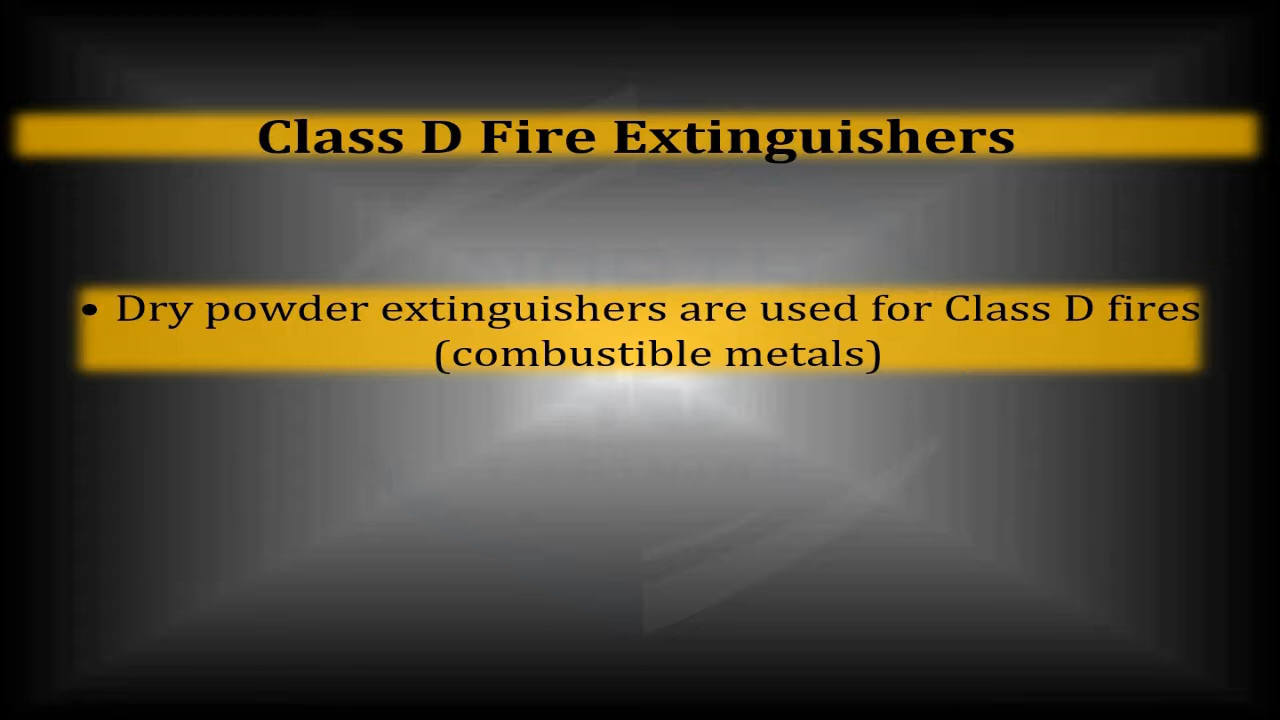 Class D Fire Extinguishers
• Dry powder extinguishers are used for Class D fires
(combustible metals)